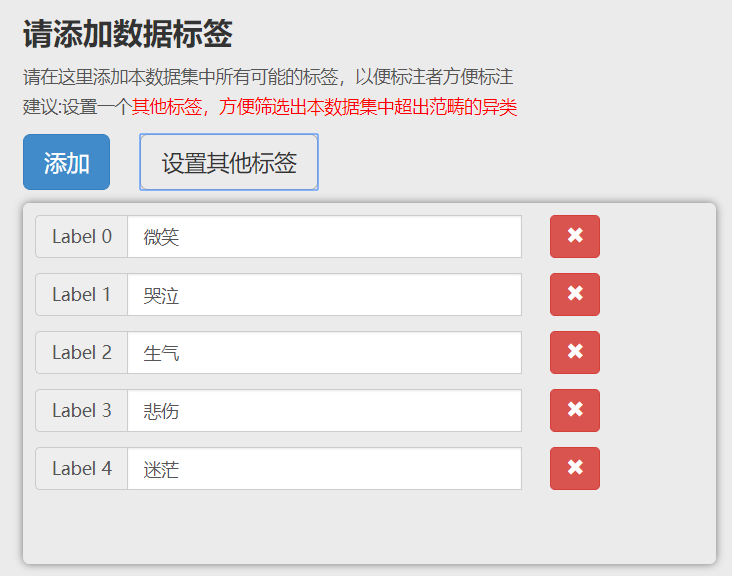 请添加数据标签
请在这里添加本数据集中所有可能的标签，以便标注者方便标注
建议:设置一个其他标签，方便筛选出本数据集中超出范畴的异类
添加 设置其他标签
Label 0 微笑
Label 1 哭泣
Label 2 生气
Label 3 悲伤
Label 4 迷茫